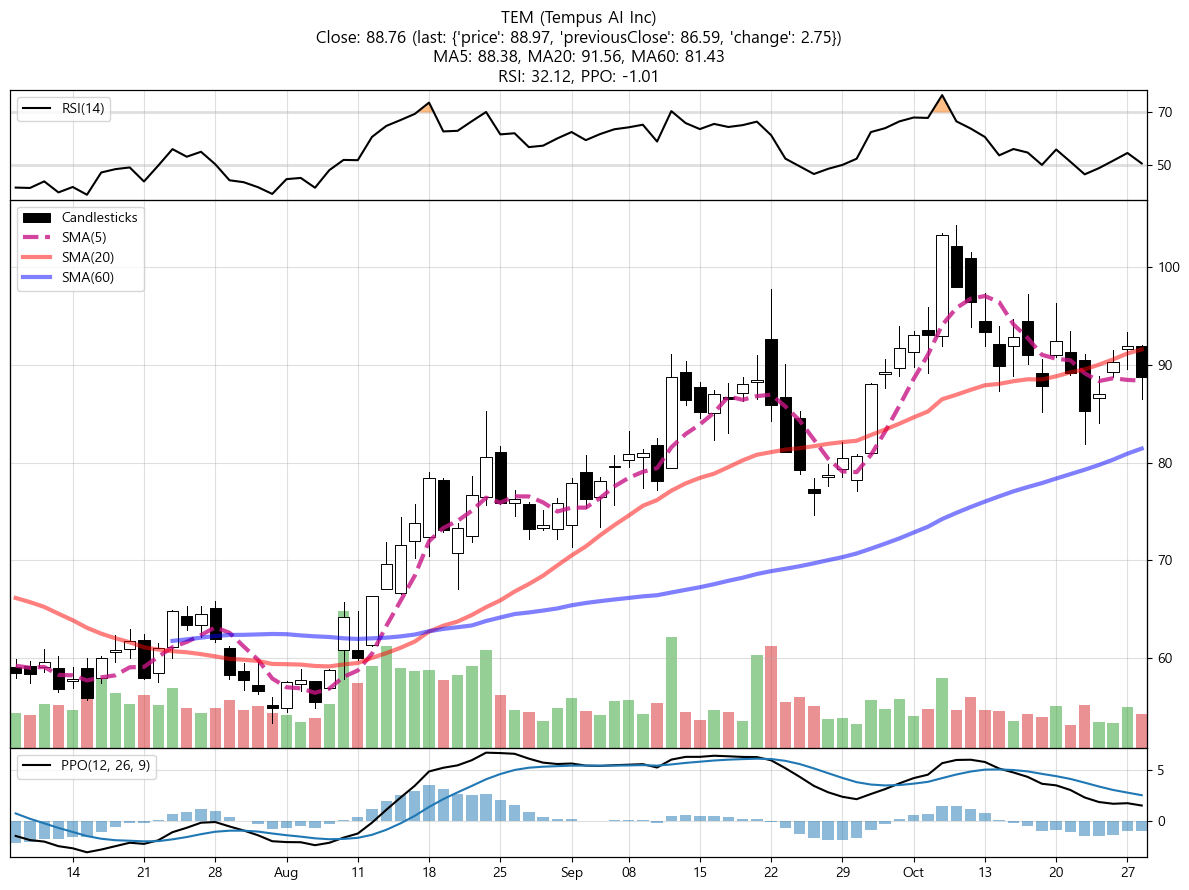 TEM (Tempus AI Inc)
Close: 88.76 (last: {'price': 88.97, 'previousClose': 86.59, 'change': 2.75})
MA5: 88.38, MA20: 91.56, MA60: 81.43
RSI: 32.12, PPO: -1.01
RSI(14)
70
50
Candlesticks
SMA(5)
SMA(20)
SMA(60)
100
90
80
70
60
PPO(12, 26, 9)
5
0
14 21 28 Aug 11 18 25 Sep 08 15 22 29 Oct 13 20 27